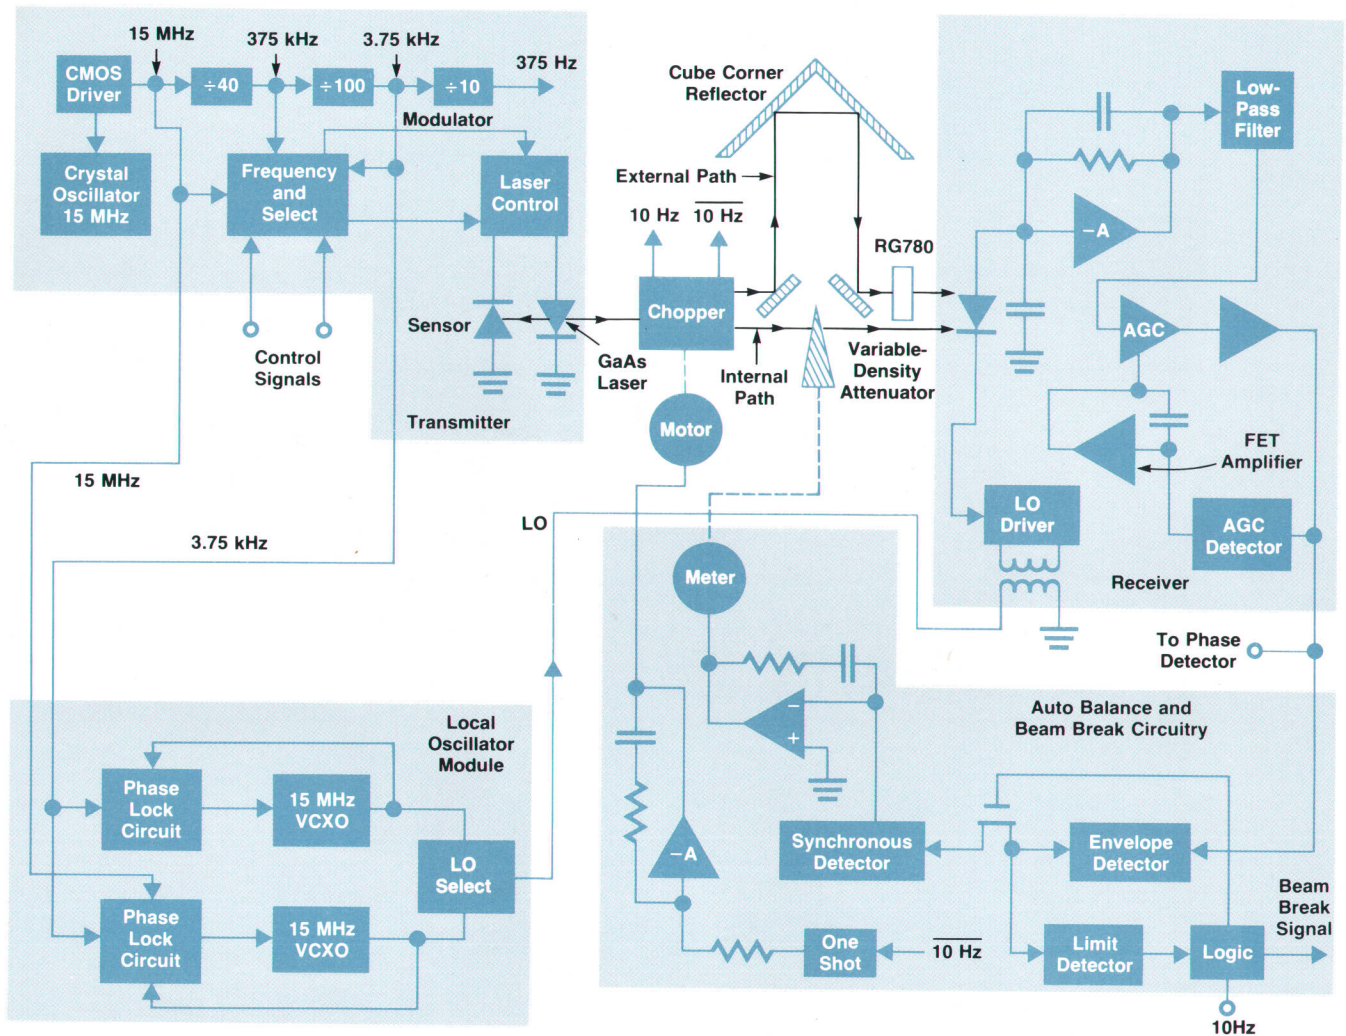 15 MHz
375 kHz
3.75 kHz
375 Hz
CMOS
Driver
÷40
÷100
÷10
Modulator
Crystal
Oscillator
15 MHz
Frequency
and
Select
Laser
Control
Control
Signals
Sensor
GaAs
Laser
Transmitter
15 MHz
3.75 kHz
Cube Corner
Reflector
External Path
10 Hz
10 Hz
RG780
Chopper
Internal
Path
Variable-
Density
Attenuator
Motor
LO
Meter
Low-
Pass
Filter
–A
AGC
FET
Amplifier
LO
Driver
AGC
Detector
Receiver
To Phase
Detector
Auto Balance and
Beam Break Circuitry
–
+
–A
Synchronous
Detector
Envelope
Detector
One
Shot
10 Hz
Limit
Detector
Logic
Beam
Break
Signal
10Hz
Local
Oscillator
Module
Phase
Lock
Circuit
15 MHz
VCXO
LO
Select
Phase
Lock
Circuit
15 MHz
VCXO